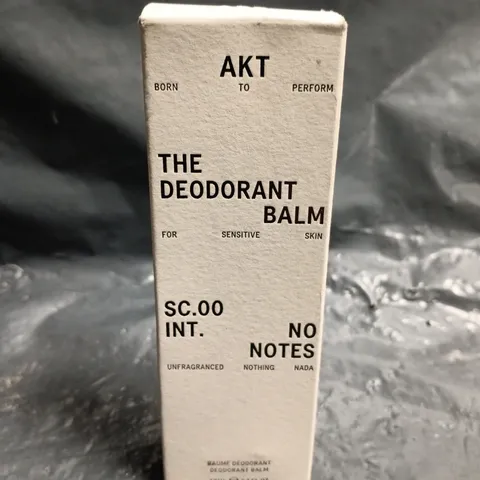 AKT
BORN TO PERFORM
THE
DEODORANT
BALM
FOR SENSITIVE SKIN
SC.00
INT. NO
NOTES
UNFRAGRANCED NOTHING NADA
BAUME DÉODORANT
DEODORANT BALM